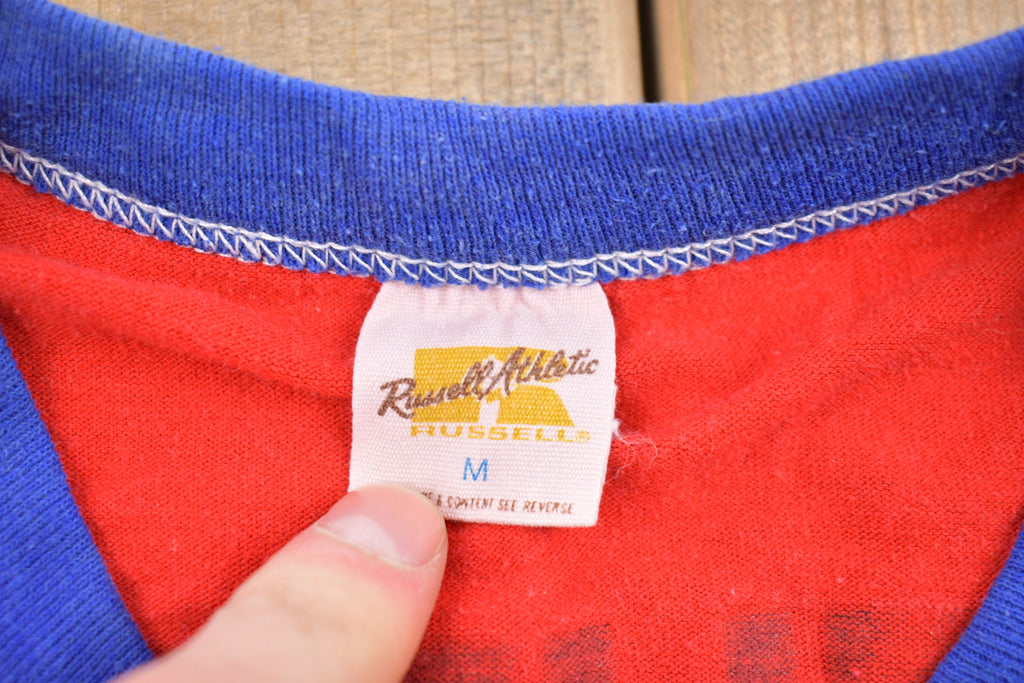 Russell Athletic
RUSSELL®
M
& CONTENT SEE REVERSE